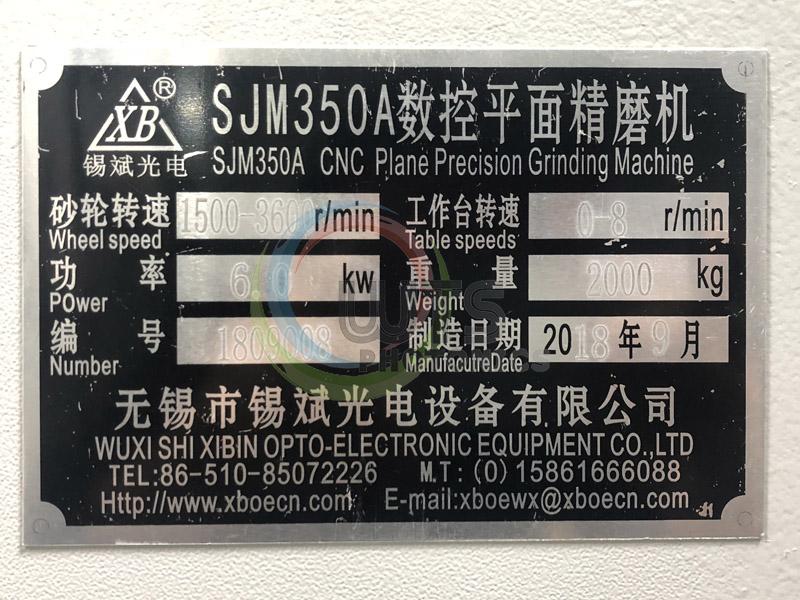 XB®
锡斌光电
SJM350A数控平面精磨机
SJM350A CNC Plane Precision Grinding Machine
砂轮转速 1500-3600 r/min 工作台转速 0-8 r/min
Wheel speed Table speeds
功率 kw 重量 2000 kg
POwer Weight
编号 1809008 制造日期 2018年9月
Number ManufacutreDate
无锡市锡斌光电设备有限公司
WUXI SHI XIBIN OPTO-ELECTRONIC EQUIPMENT CO.,LTD
TEL:86-510-85072226 M.T:(0)15861666088
Http://www.xboecn.com E-mail:xboewx@xboecn.com